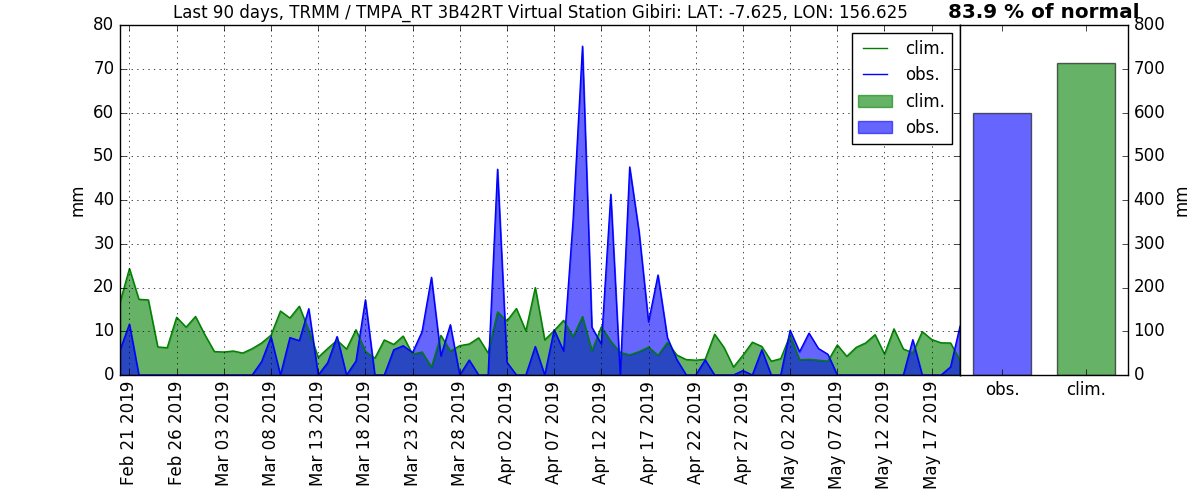 Last 90 days, TRMM / TMPA_RT 3B42RT Virtual Station Gibiri: LAT: -7.625, LON: 156.625
83.9 % of normal
80
70
60
50
40
30
20
10
0
mm
clim.
obs.
clim.
obs.
800
700
600
500
400
300
200
100
0
mm
Feb 21 2019
Feb 26 2019
Mar 03 2019
Mar 08 2019
Mar 13 2019
Mar 18 2019
Mar 23 2019
Mar 28 2019
Apr 02 2019
Apr 07 2019
Apr 12 2019
Apr 17 2019
Apr 22 2019
Apr 27 2019
May 02 2019
May 07 2019
May 12 2019
May 17 2019
obs.
clim.